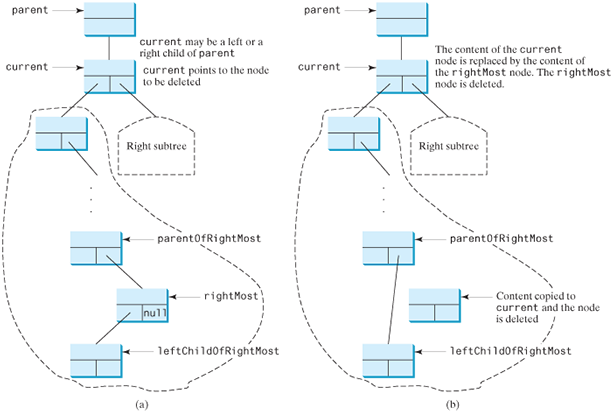 parent
current may be a left or a
right child of parent
current
current points to the node
to be deleted
Right subtree
parentOfRightMost
rightMost
null
leftChildOfRightMost
(a)
parent
The content of the current
node is replaced by the content of
the rightMost node. The rightMost
node is deleted.
current
Right subtree
parentOfRightMost
Content copied to
current and the node
is deleted
leftChildOfRightMost
(b)